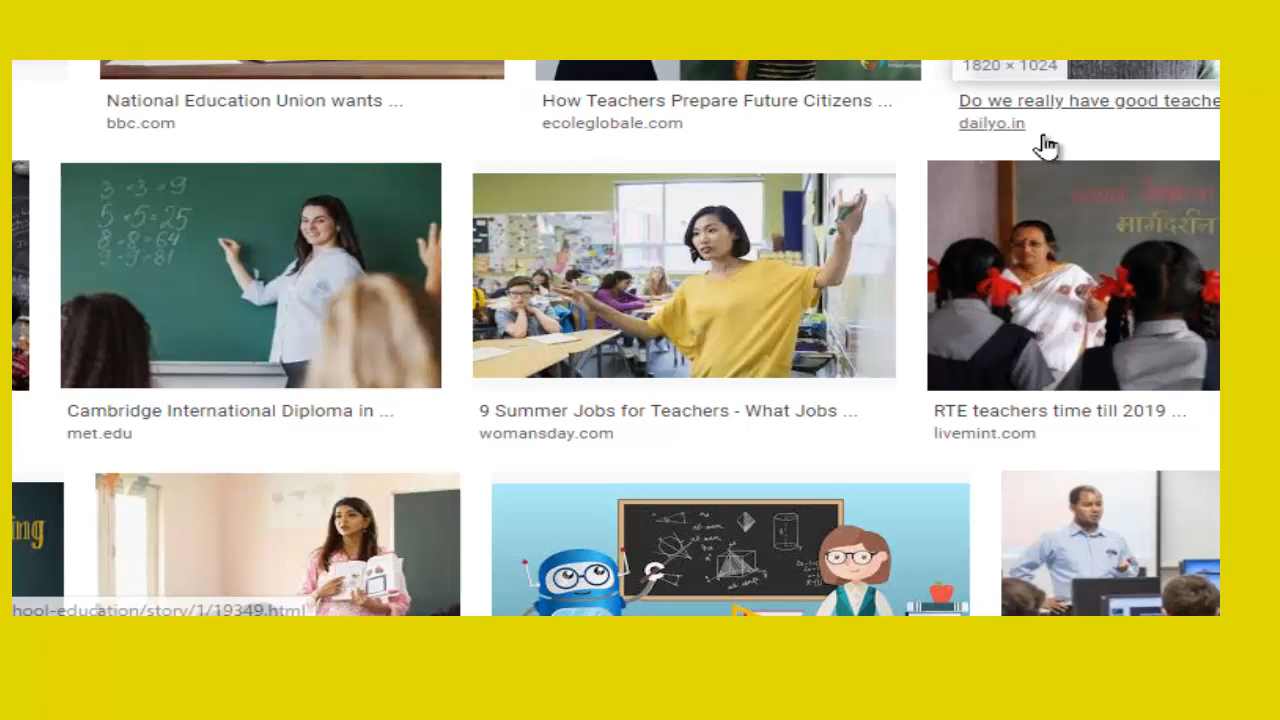 1820 × 1024
National Education Union wants ...
bbc.com
How Teachers Prepare Future Citizens ...
ecoleglobale.com
Do we really have good teache
dailyo.in
3 × 3 = 9
5 × 5 = 25
8 × 8 = 64
9 × 9 = 81
मार्गदर्शन
Cambridge International Diploma in ...
met.edu
9 Summer Jobs for Teachers - What Jobs ...
womansday.com
RTE teachers time till 2019 ...
livemint.com
ing
hool-education/story/1/19349.html